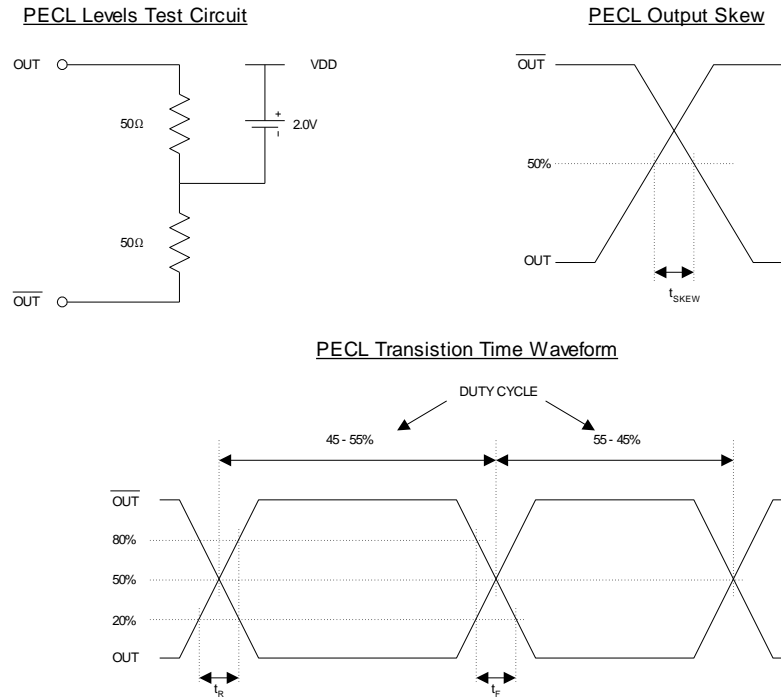 PECL Levels Test Circuit
OUT
VDD
50Ω
+
2.0V
–
50Ω
OUT
PECL Output Skew
OUT
50%
OUT
tSKEW
PECL Transistion Time Waveform
DUTY CYCLE
45 - 55%
55 - 45%
OUT
80%
50%
20%
OUT
tR
tF